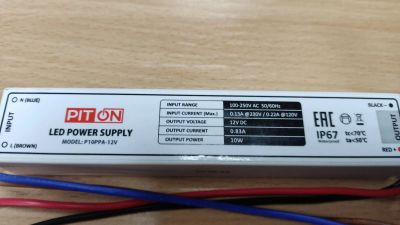 INPUT
N (BLUE)
L (BROWN)
PITON
LED POWER SUPPLY
MODEL: P10PPA-12V
INPUT RANGE 100-250V AC 50/60Hz
INPUT CURRENT (Max.) 0.13A @230V / 0.22A @120V
OUTPUT VOLTAGE 12V DC
OUTPUT CURRENT 0.83A
OUTPUT POWER 10W
EAC
IP67
tc<70°C
ta<50°C
BLACK -
OUTPUT
RED +